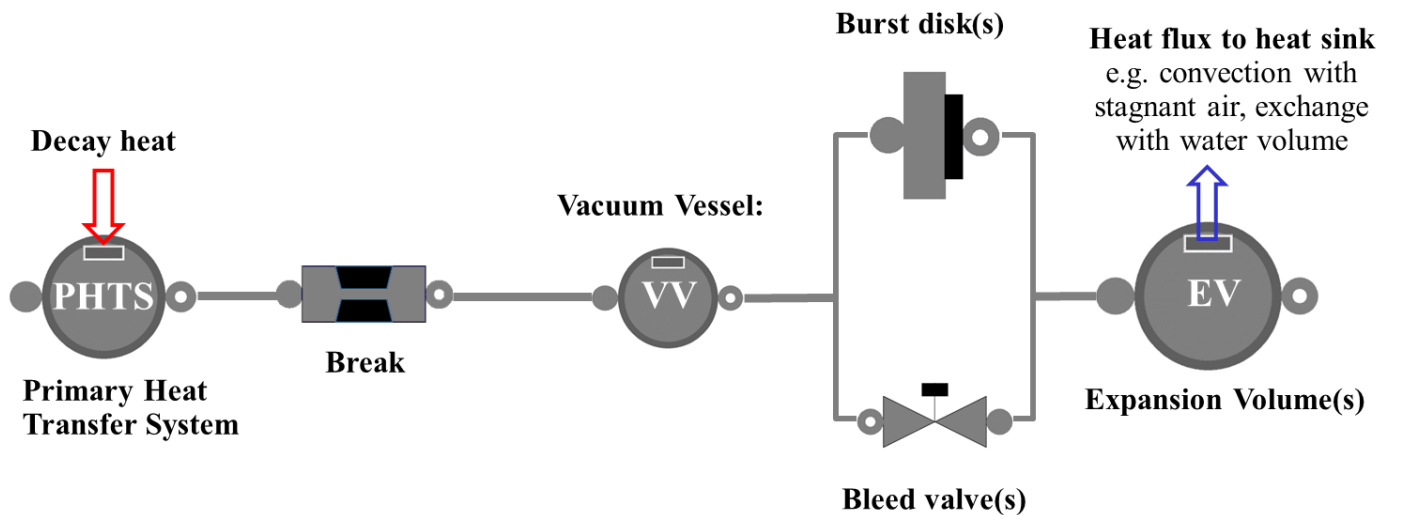 Burst disk(s)
Heat flux to heat sink
e.g. convection with
stagnant air, exchange
with water volume
Decay heat
Vacuum Vessel:
PHTS
VV
EV
Break
Primary Heat
Transfer System
Expansion Volume(s)
Bleed valve(s)